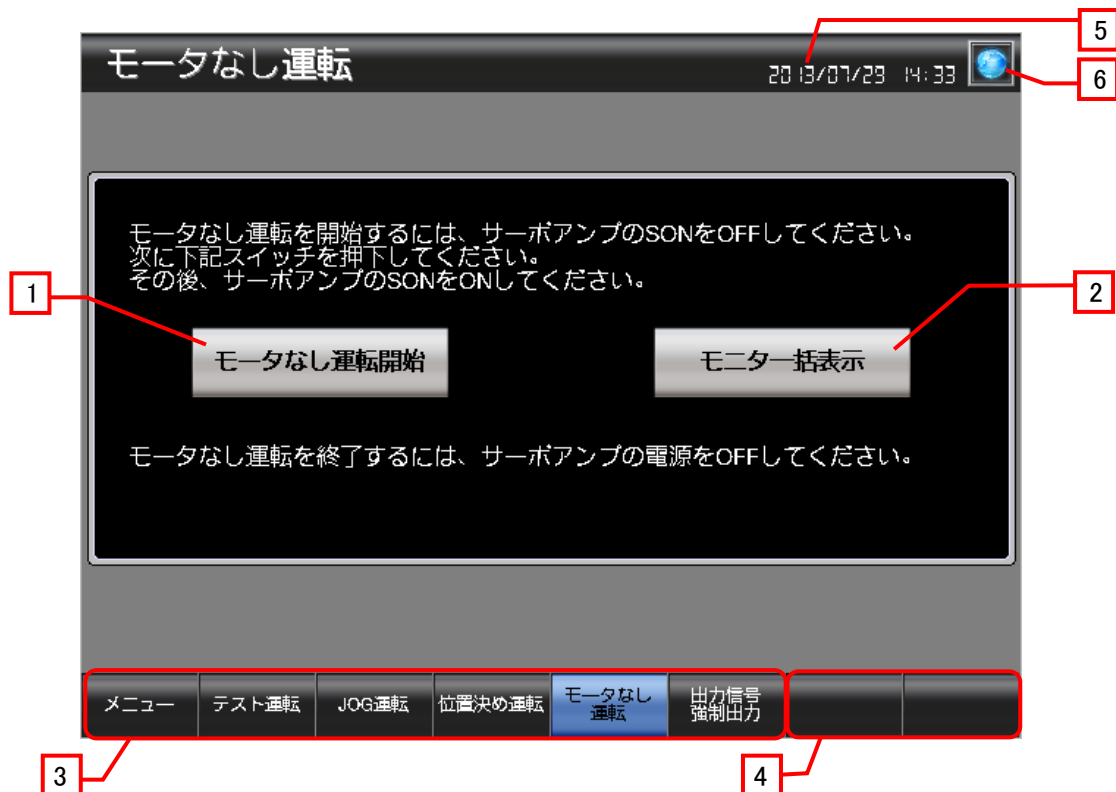 5
モータなし運転
2013/07/29 14:33
6
モータなし運転を開始するには、サーボアンプのSONをOFFしてください。
次に下記スイッチを押下してください。
その後、サーボアンプのSONをONしてください。
1
2
モータなし運転開始
モニタ一括表示
モータなし運転を終了するには、サーボアンプの電源をOFFしてください。
メニュー
テスト運転
JOG運転
位置決め運転
モータなし
運転
出力信号
強制出力
3
4